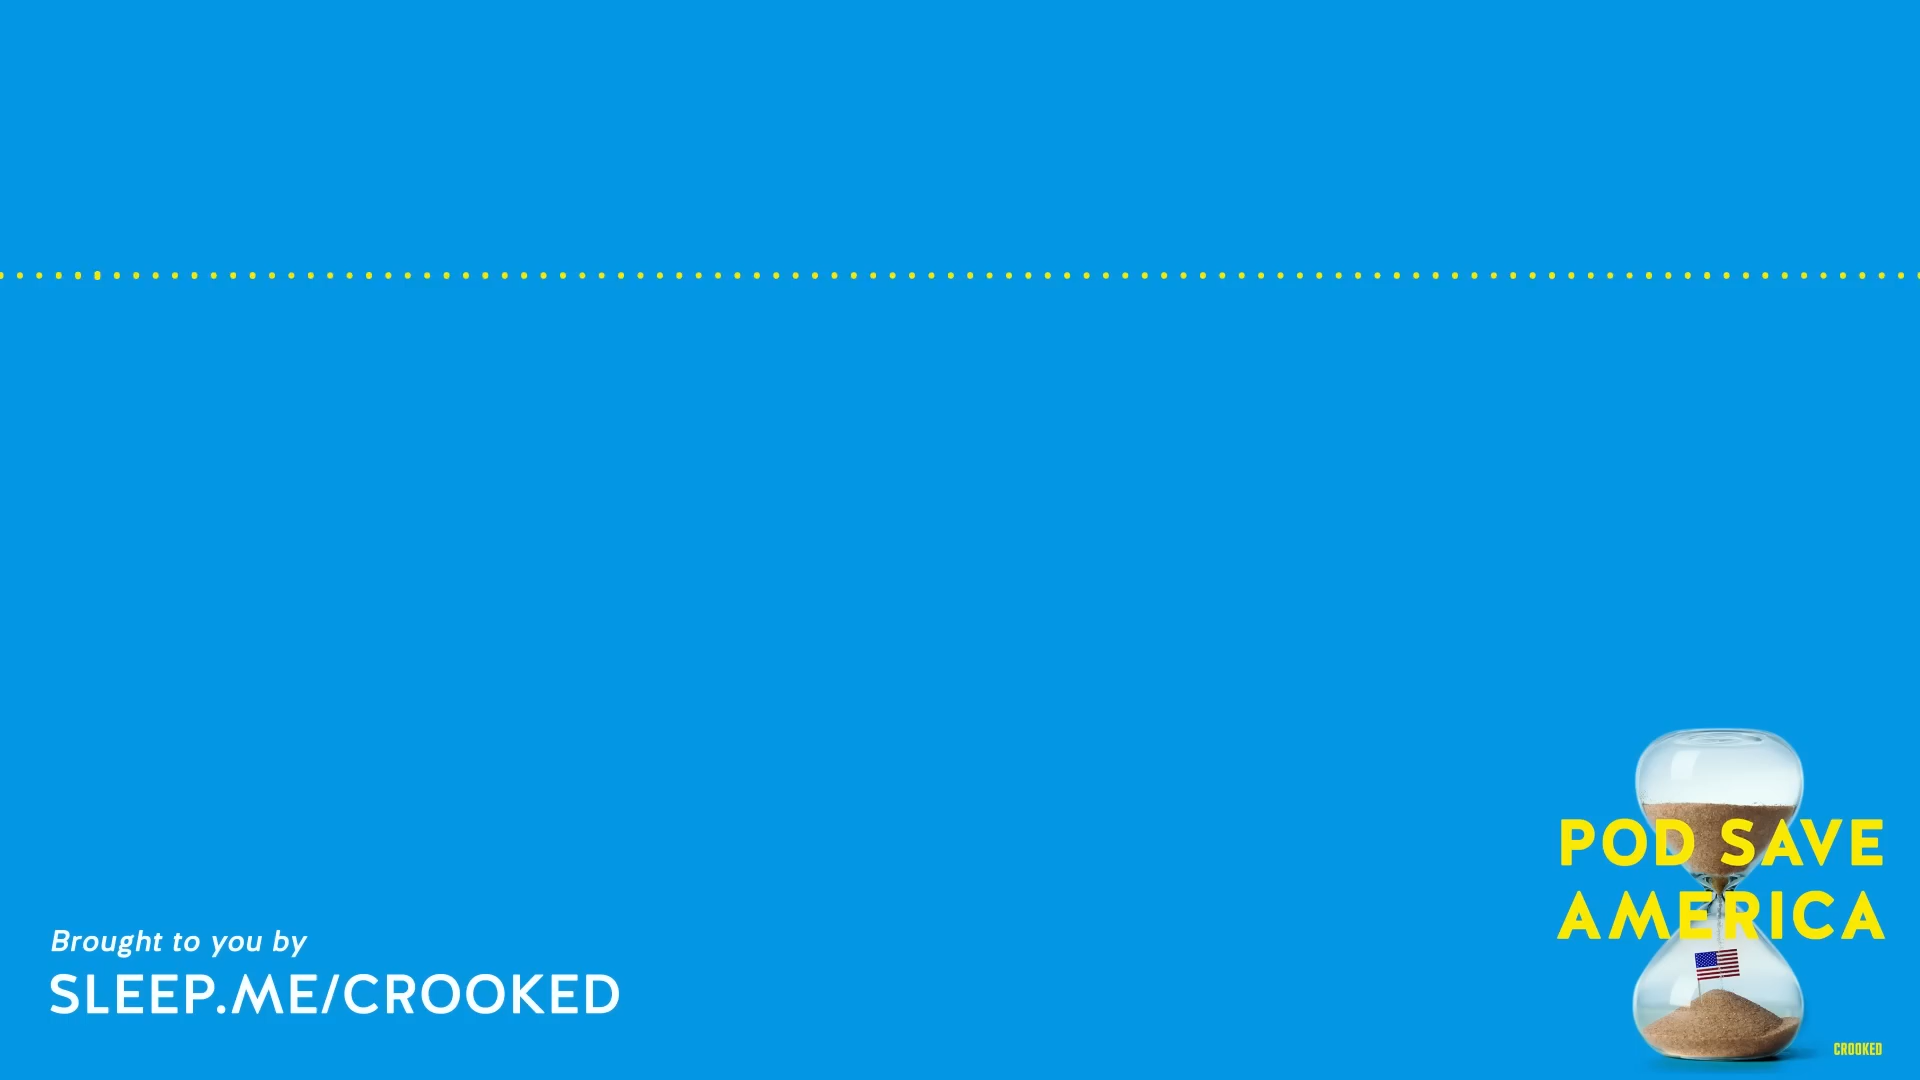 POD SAVE
AMERICA
Brought to you by
SLEEP.ME/CROOKED
CROOKED